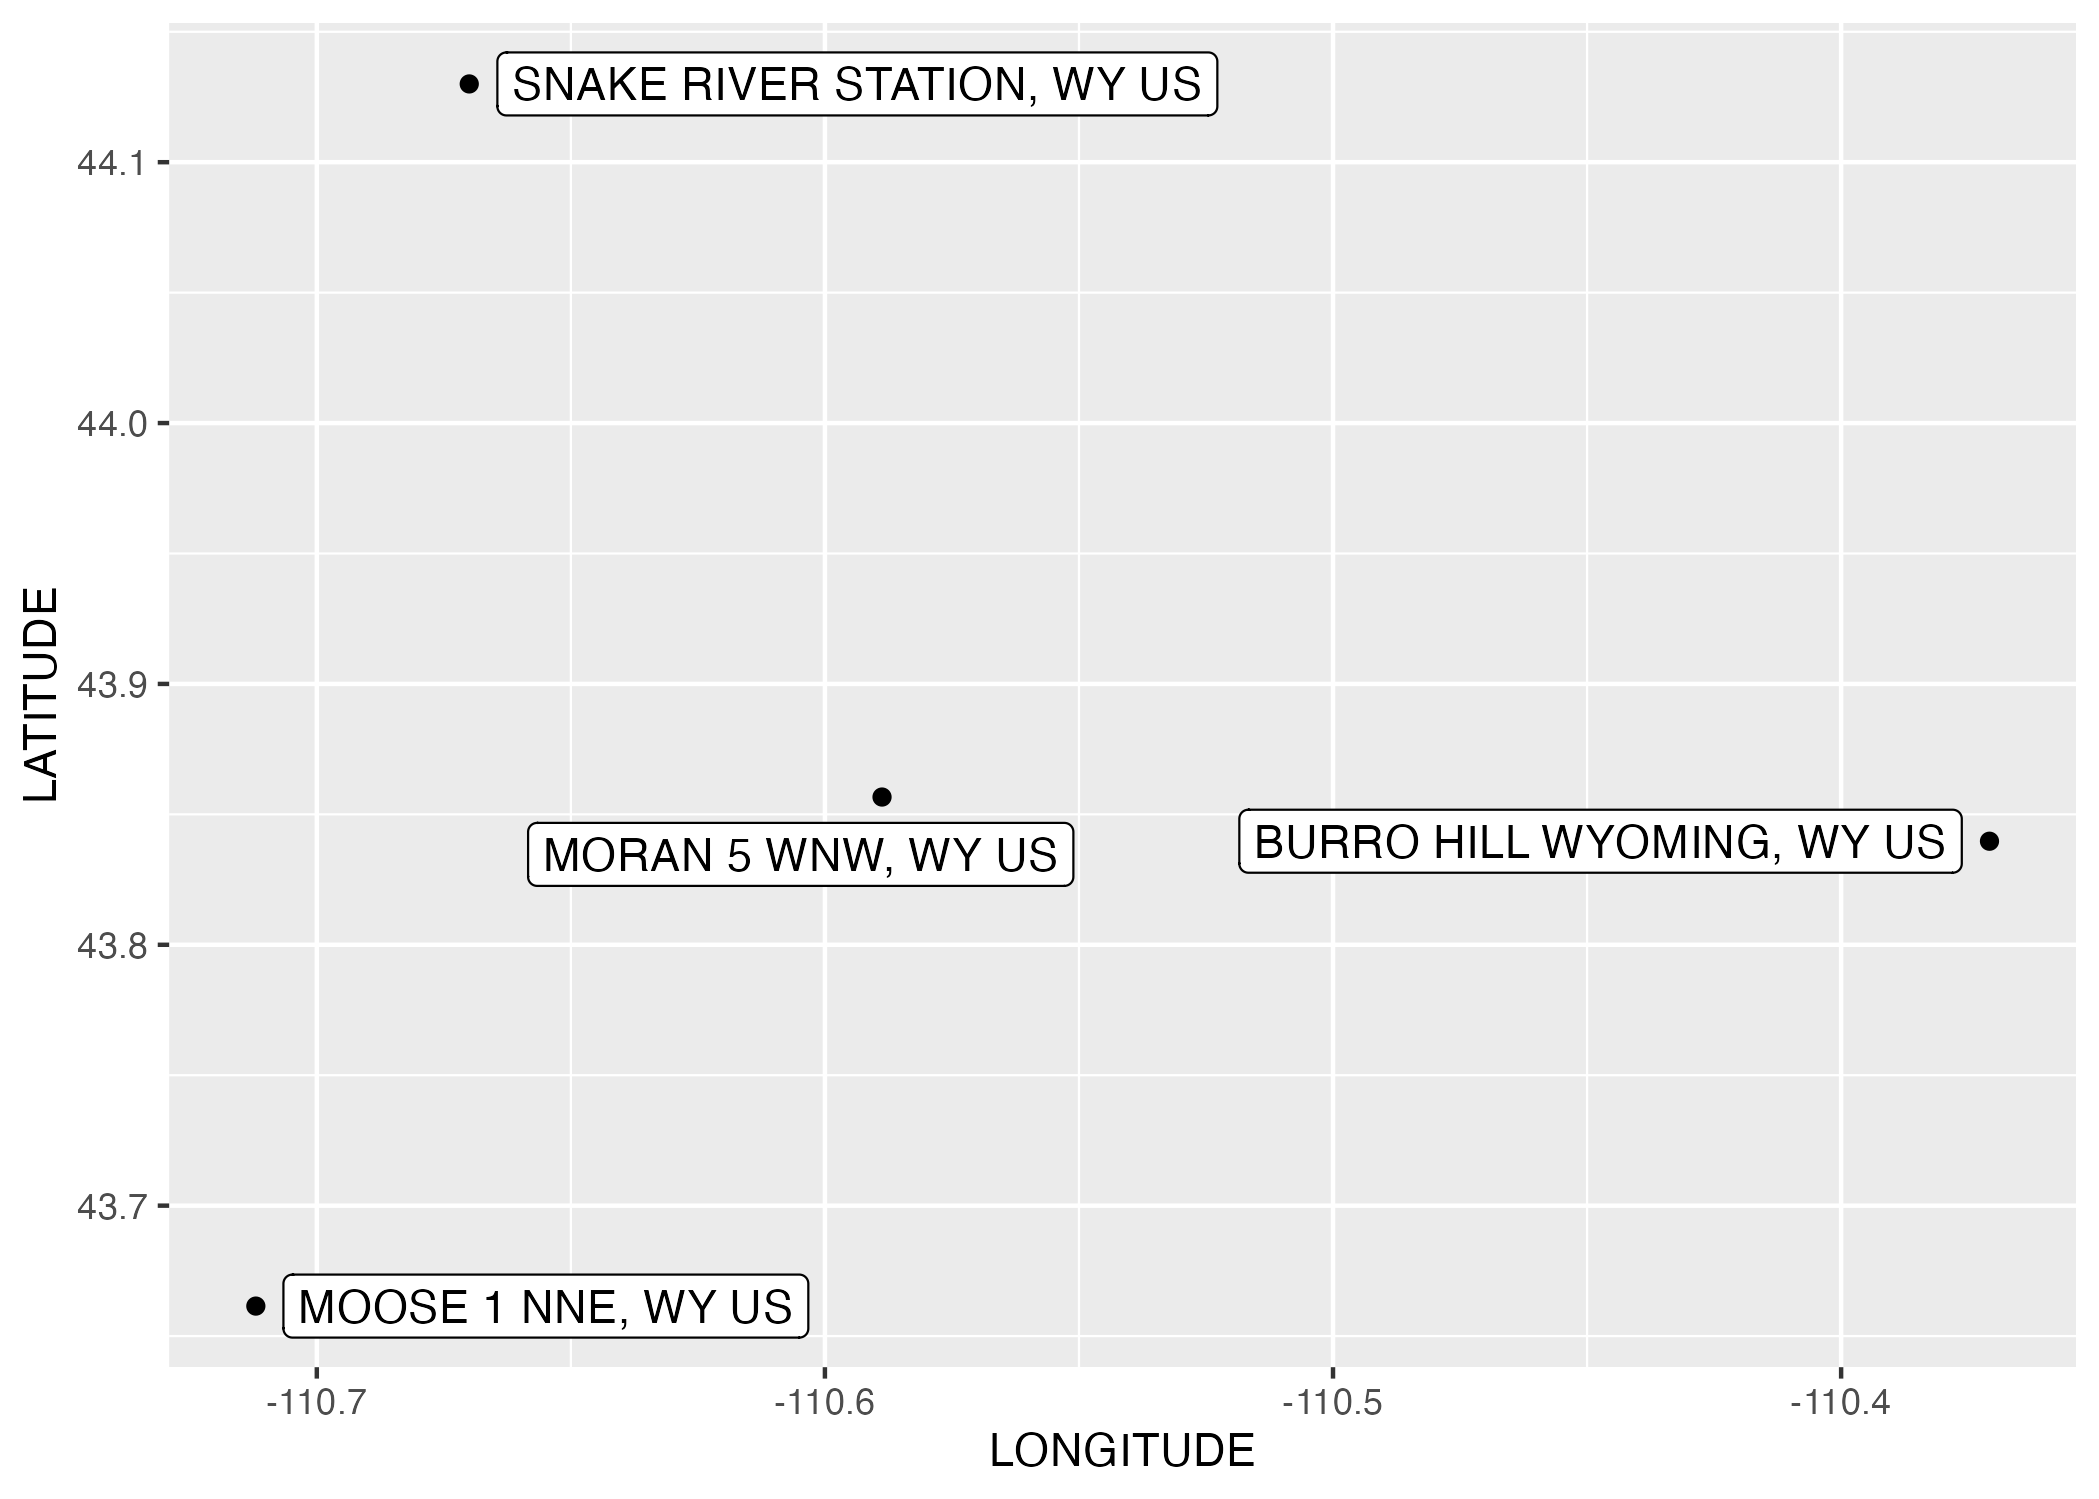 SNAKE RIVER STATION, WY US
44.1
44.0
LATITUDE
43.9
MORAN 5 WNW, WY US
BURRO HILL WYOMING, WY US
43.8
43.7
MOOSE 1 NNE, WY US
-110.7
-110.6
-110.5
-110.4
LONGITUDE